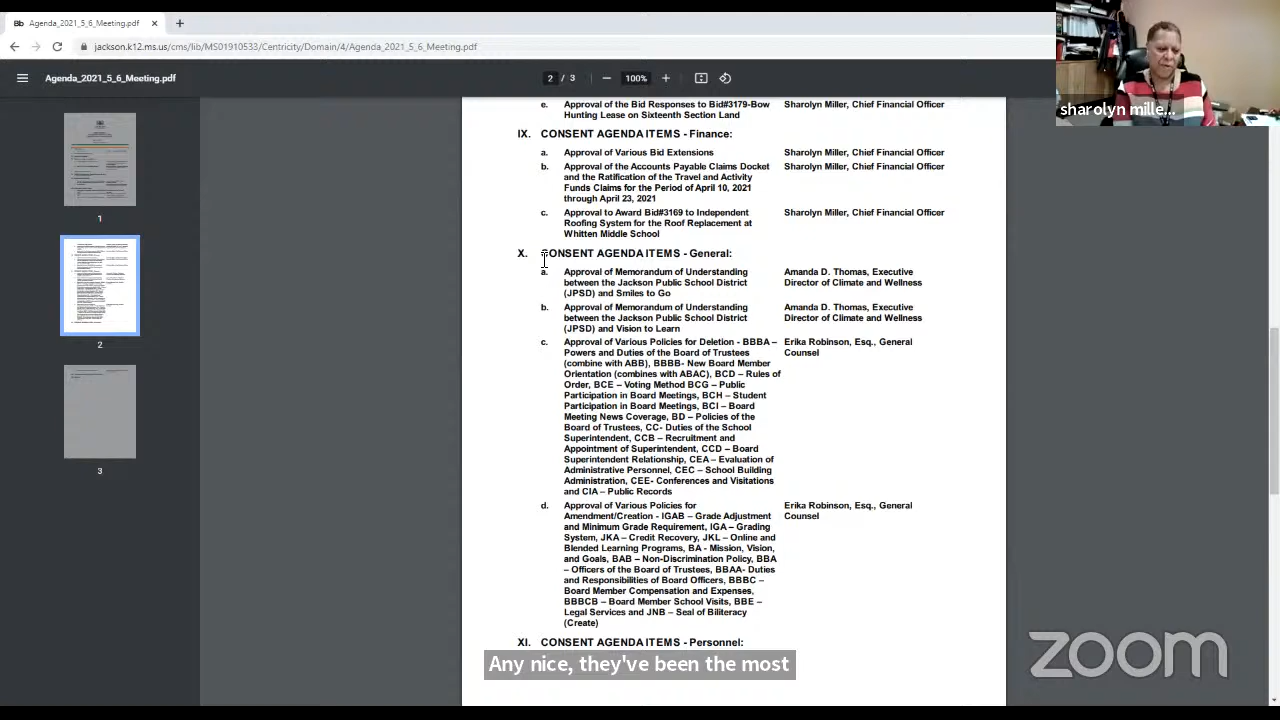 Bb Agenda_2021_5_6_Meeting.pdf
jackson.k12.ms.us/cms/lib/MS01910533/Centricity/Domain/4/Agenda_2021_5_6_Meeting.pdf
Agenda_2021_5_6_Meeting.pdf
2 / 3
100%
sharolyn mille...
1
2
3
e. Approval of the Bid Responses to Bid#3179-Bow Sharolyn Miller, Chief Financial Officer
Hunting Lease on Sixteenth Section Land
IX. CONSENT AGENDA ITEMS - Finance:
a. Approval of Various Bid Extensions Sharolyn Miller, Chief Financial Officer
b. Approval of the Accounts Payable Claims Docket Sharolyn Miller, Chief Financial Officer
and the Ratification of the Travel and Activity
Funds Claims for the Period of April 10, 2021
through April 23, 2021
c. Approval to Award Bid#3169 to Independent Sharolyn Miller, Chief Financial Officer
Roofing System for the Roof Replacement at
Whitten Middle School
X. CONSENT AGENDA ITEMS - General:
a. Approval of Memorandum of Understanding Amanda D. Thomas, Executive
between the Jackson Public School District Director of Climate and Wellness
(JPSD) and Smiles to Go
b. Approval of Memorandum of Understanding Amanda D. Thomas, Executive
between the Jackson Public School District Director of Climate and Wellness
(JPSD) and Vision to Learn
c. Approval of Various Policies for Deletion - BBBA – Erika Robinson, Esq., General
Powers and Duties of the Board of Trustees Counsel
(combine with ABB), BBBB- New Board Member
Orientation (combines with ABAC), BCD – Rules of
Order, BCE – Voting Method BCG – Public
Participation in Board Meetings, BCH – Student
Participation in Board Meetings, BCI – Board
Meeting News Coverage, BD – Policies of the
Board of Trustees, CC- Duties of the School
Superintendent, CCB – Recruitment and
Appointment of Superintendent, CCD – Board
Superintendent Relationship, CEA – Evaluation of
Administrative Personnel, CEC – School Building
Administration, CEE- Conferences and Visitations
and CIA – Public Records
d. Approval of Various Policies for Erika Robinson, Esq., General
Amendment/Creation - IGAB – Grade Adjustment Counsel
and Minimum Grade Requirement, IGA – Grading
System, JKA – Credit Recovery, JKL – Online and
Blended Learning Programs, BA - Mission, Vision,
and Goals, BAB – Non-Discrimination Policy, BBA
– Officers of the Board of Trustees, BBAA- Duties
and Responsibilities of Board Officers, BBBC –
Board Member Compensation and Expenses,
BBBCB – Board Member School Visits, BBE –
Legal Services and JNB – Seal of Biliteracy
(Create)
XI. CONSENT AGENDA ITEMS - Personnel:
Any nice, they've been the most
zoom